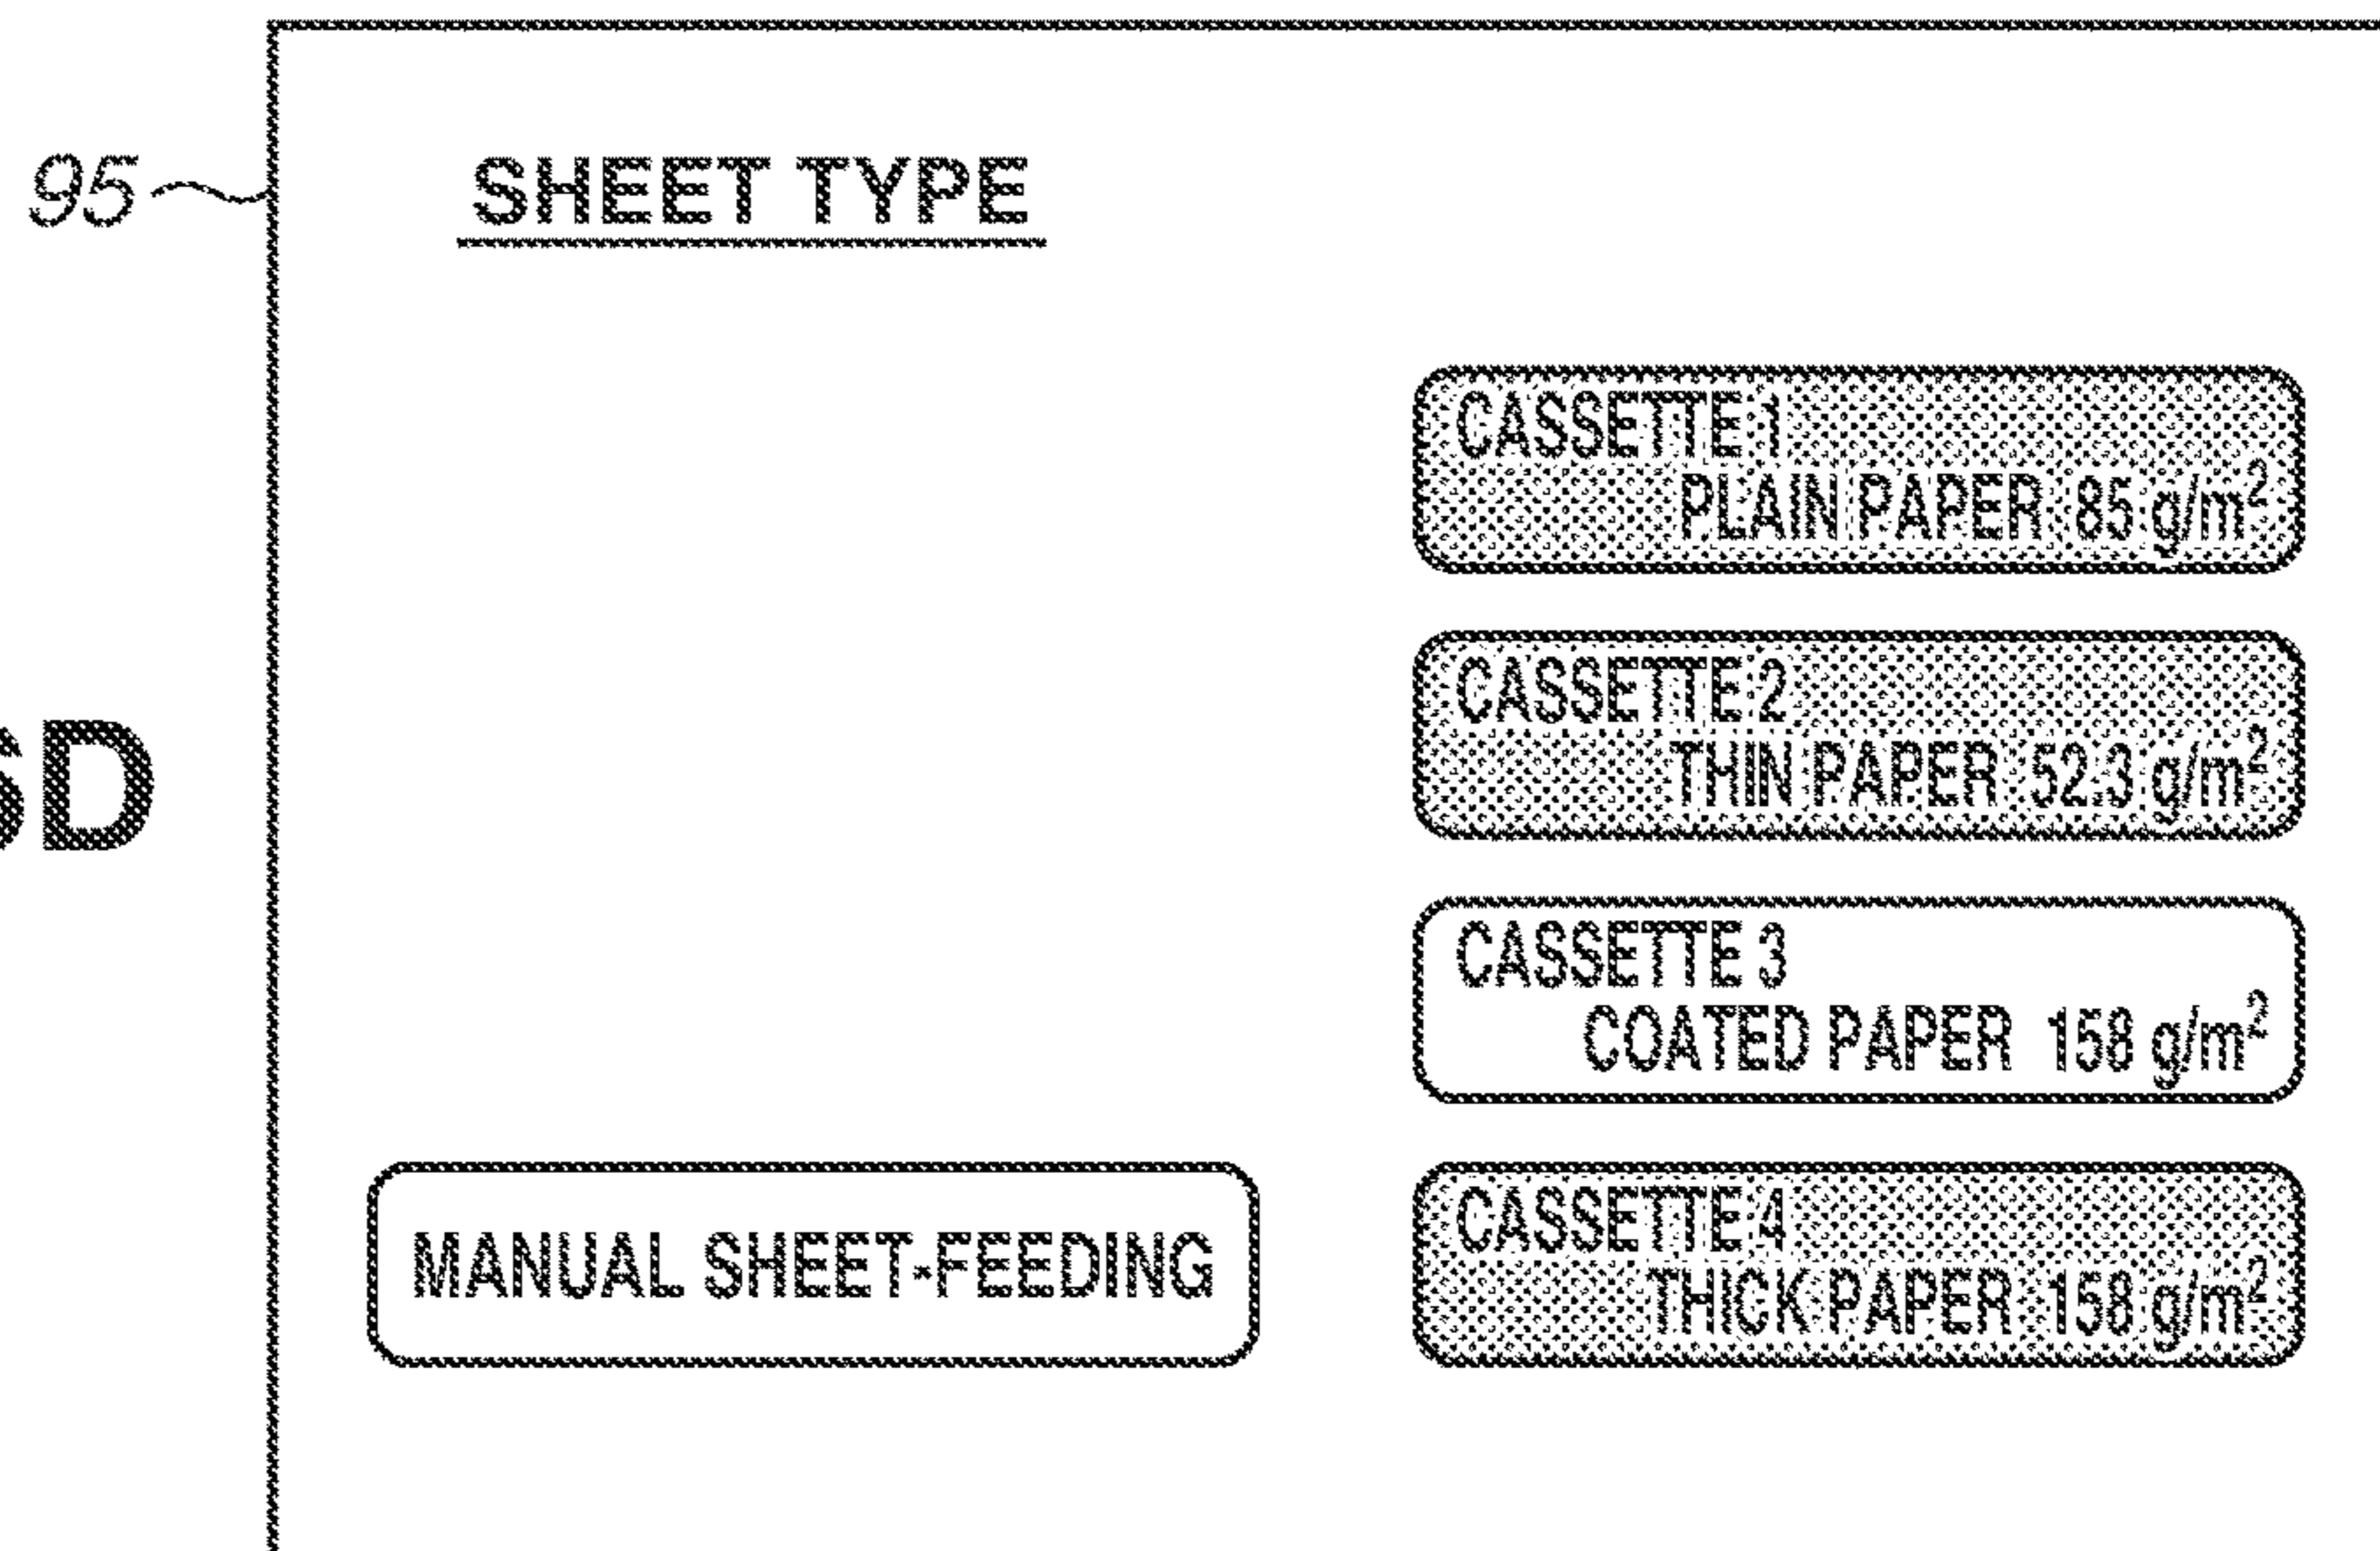 95
SHEET TYPE
CASSETTE 1
PLAIN PAPER 85 g/m²
CASSETTE 2
THIN PAPER 52.3 g/m²
D
CASSETTE 3
COATED PAPER 158 g/m²
MANUAL SHEET-FEEDING
CASSETTE 4
THICK PAPER 158 g/m²